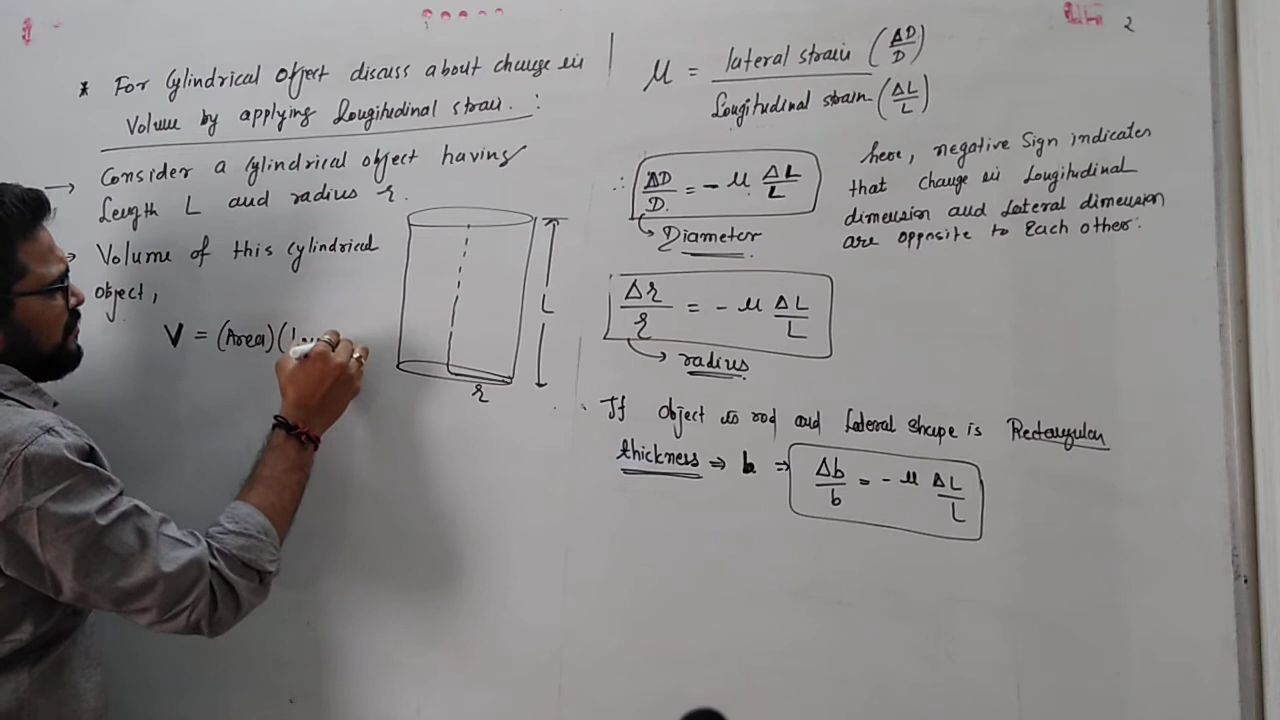 * For Cylindrical Object discuss about change in
Volume by applying Longitudinal strain. :
→ Consider a cylindrical object having
Length L and radius r.
→ Volume of this cylindrical
object,
V = (Area)(
L
r
2
μ = lateral strain (ΔD/D) / Longitudinal strain (ΔL/L)
∴ ΔD/D = - μ ΔL/L
→ Diameter
here, negative Sign indicates
that change in Longitudinal
dimension and Lateral dimension
are opposite to Each other.
Δr/r = - μ ΔL/L
→ radius
If object is rod and Lateral shape is Rectangular
thickness ⇒ b ⇒ Δb/b = - μ ΔL/L